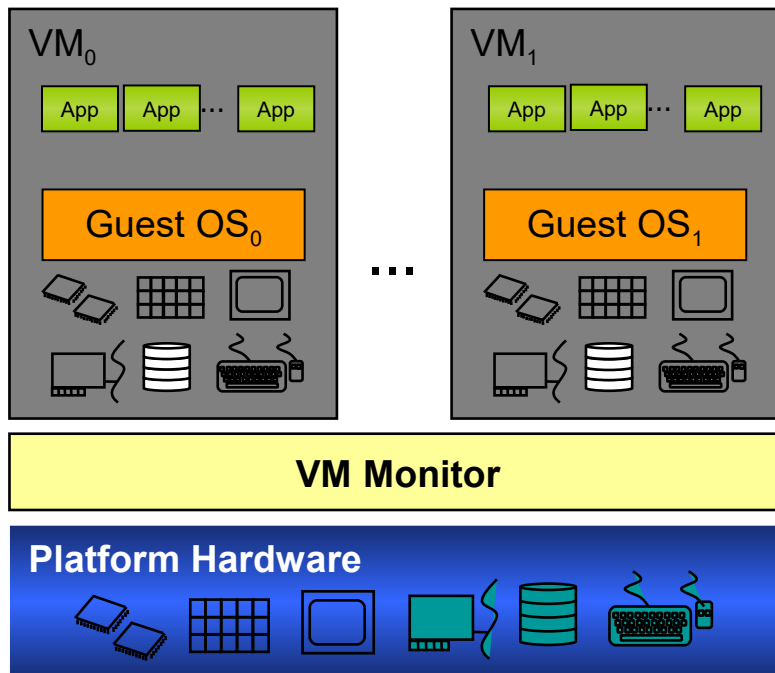 VM₀
App App ... App
Guest OS₀
...
VM₁
App App ... App
Guest OS₁
VM Monitor
Platform Hardware